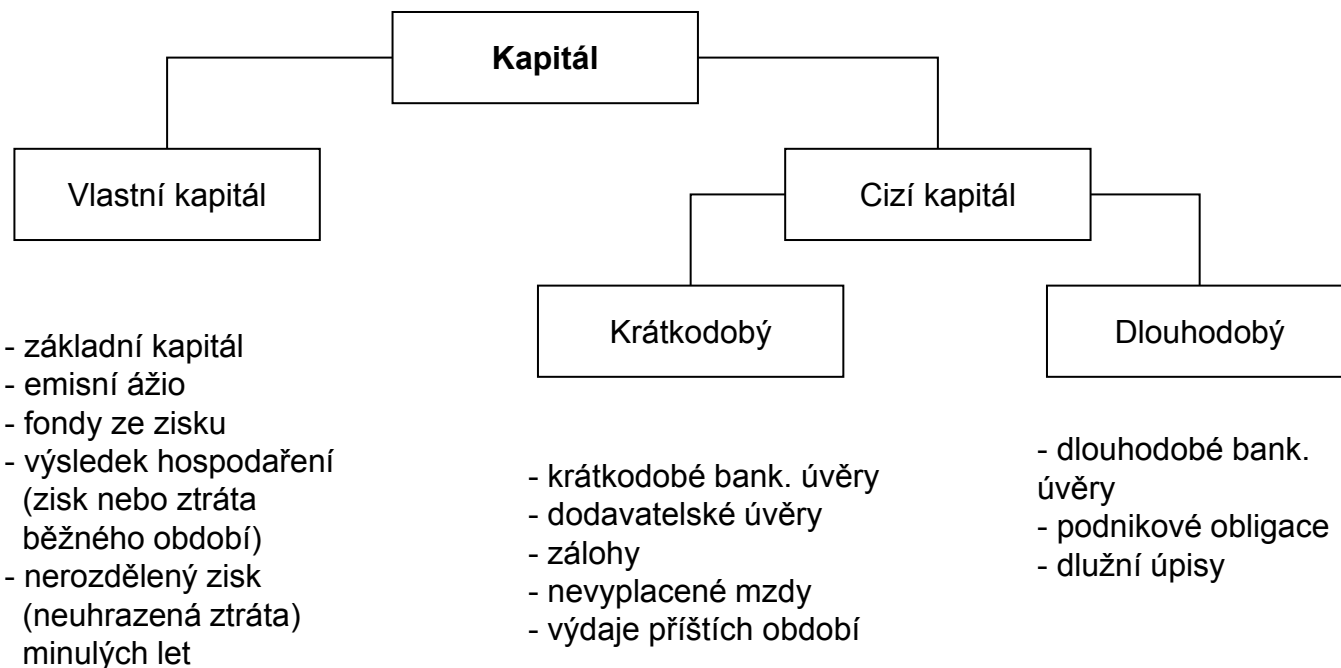 Kapitál
Vlastní kapitál
Cizí kapitál
Krátkodobý
Dlouhodobý
- základní kapitál
- emisní ážio
- fondy ze zisku
- výsledek hospodaření
(zisk nebo ztráta
běžného období)
- nerozdělený zisk
(neuhrazená ztráta)
minulých let
- krátkodobé bank. úvěry
- dodavatelské úvěry
- zálohy
- nevyplacené mzdy
- výdaje příštích období
- dlouhodobé bank.
úvěry
- podnikové obligace
- dlužní úpisy